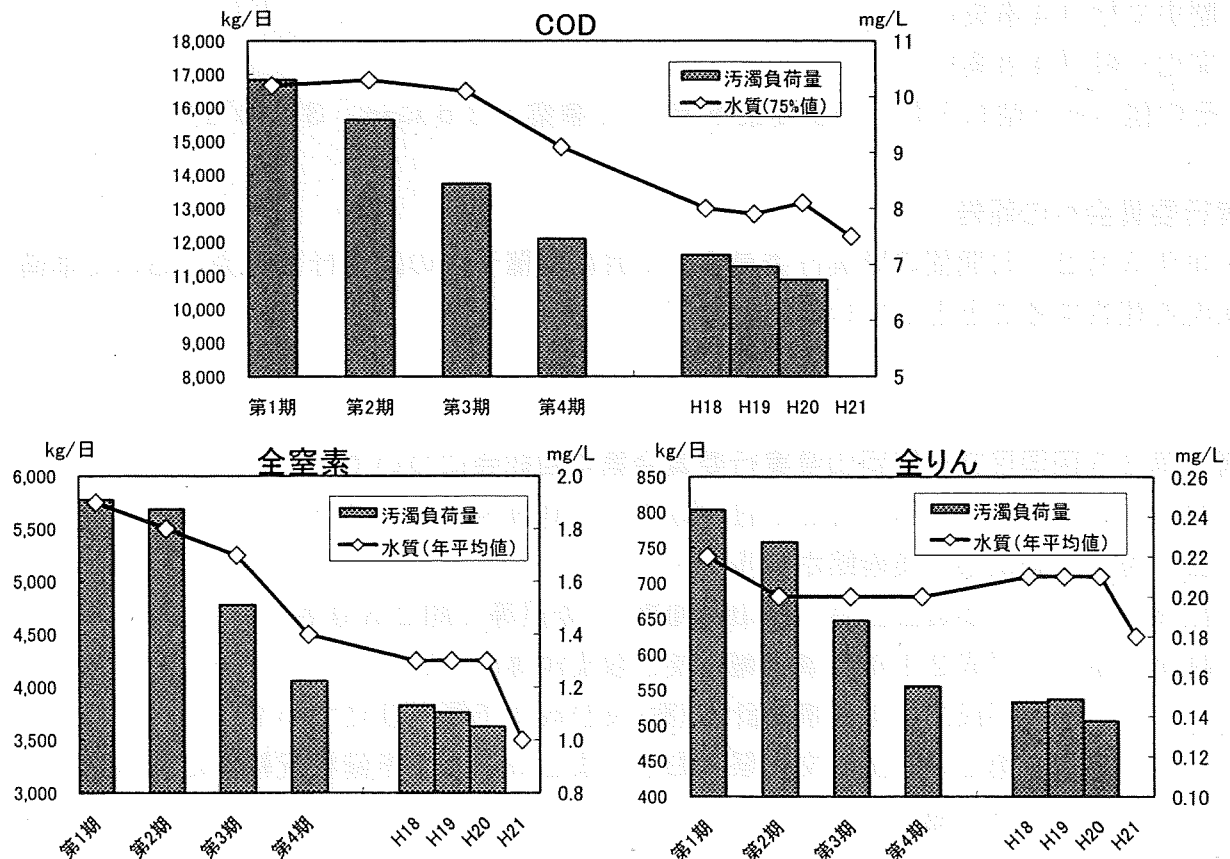 kg/日
COD
mg/L
18,000
17,000
16,000
15,000
14,000
13,000
12,000
11,000
10,000
9,000
8,000
11
10
9
8
7
6
5
汚濁負荷量
水質(75%値)
第1期
第2期
第3期
第4期
H18
H19
H20
H21
kg/日
全窒素
mg/L
6,000
5,500
5,000
4,500
4,000
3,500
3,000
2.0
1.8
1.6
1.4
1.2
1.0
0.8
汚濁負荷量
水質(年平均値)
第1期
第2期
第3期
第4期
H18
H19
H20
H21
kg/日
全りん
mg/L
850
800
750
700
650
600
550
500
450
400
0.26
0.24
0.22
0.20
0.18
0.16
0.14
0.12
0.10
汚濁負荷量
水質(年平均値)
第1期
第2期
第3期
第4期
H18
H19
H20
H21